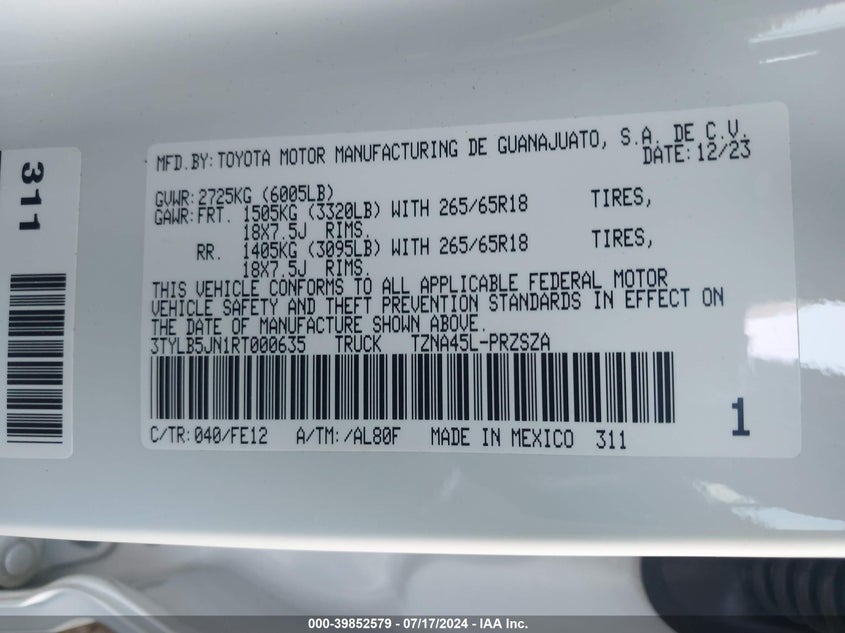 MFD.BY: TOYOTA MOTOR MANUFACTURING DE GUANAJUATO, S.A. DE C.V.
DATE: 12/23
GVWR: 2725KG (6005LB)
GAWR: FRT. 1505KG (3320LB) WITH 265/65R18 TIRES,
18X7.5J RIMS.
RR. 1405KG (3095LB) WITH 265/65R18 TIRES,
18X7.5J RIMS.
THIS VEHICLE CONFORMS TO ALL APPLICABLE FEDERAL MOTOR
VEHICLE SAFETY AND THEFT PREVENTION STANDARDS IN EFFECT ON
THE DATE OF MANUFACTURE SHOWN ABOVE.
3TYLB5JN1RT000635 TRUCK TZNA45L-PRZSZA
C/TR: 040/FE12 A/TM: /AL80F MADE IN MEXICO 311
1
311
000-39852579 / 07/17/2024 - IAA Inc.